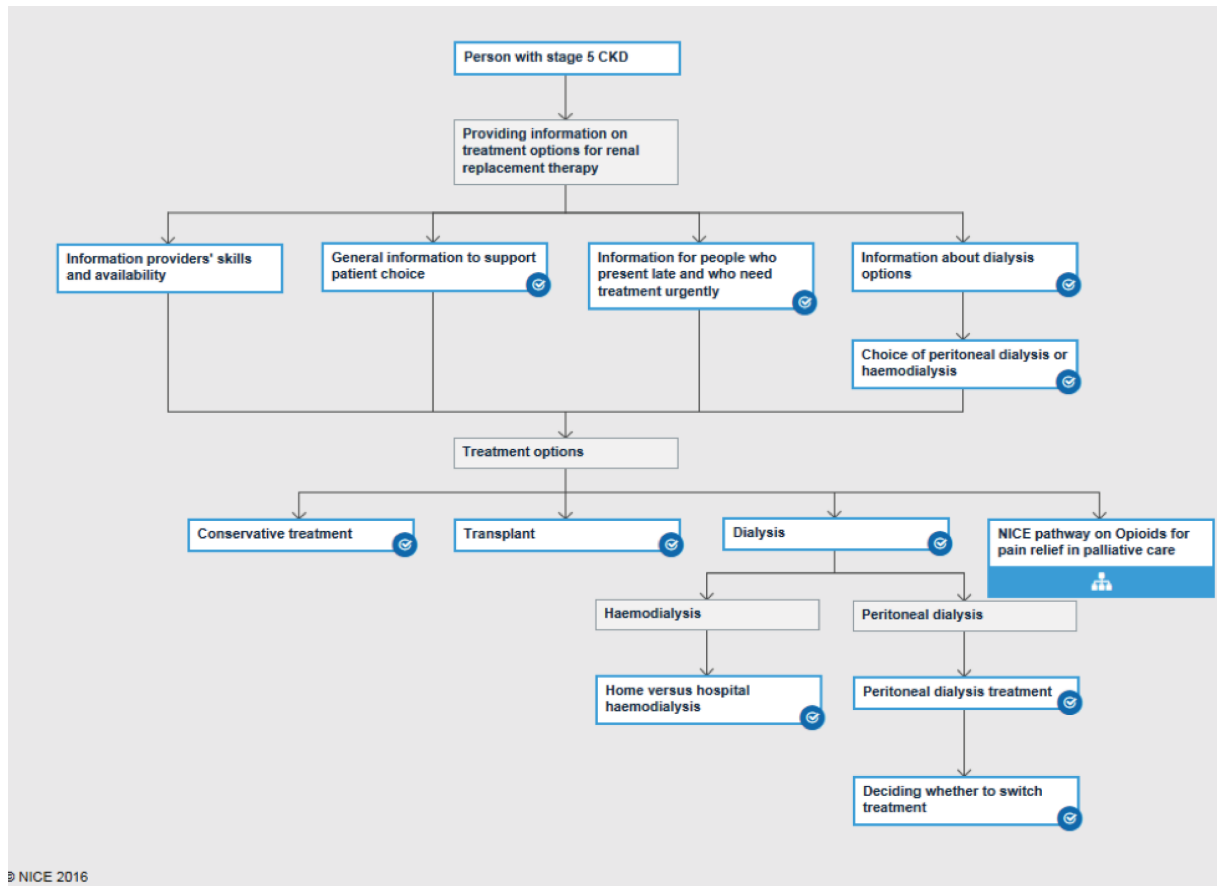 Person with stage 5 CKD
Providing information on
treatment options for renal
replacement therapy
Information providers' skills
and availability
General information to support
patient choice
Information for people who
present late and who need
treatment urgently
Information about dialysis
options
Choice of peritoneal dialysis or
haemodialysis
Treatment options
Conservative treatment
Transplant
Dialysis
NICE pathway on Opioids for
pain relief in palliative care
Haemodialysis
Peritoneal dialysis
Home versus hospital
haemodialysis
Peritoneal dialysis treatment
Deciding whether to switch
treatment
© NICE 2016